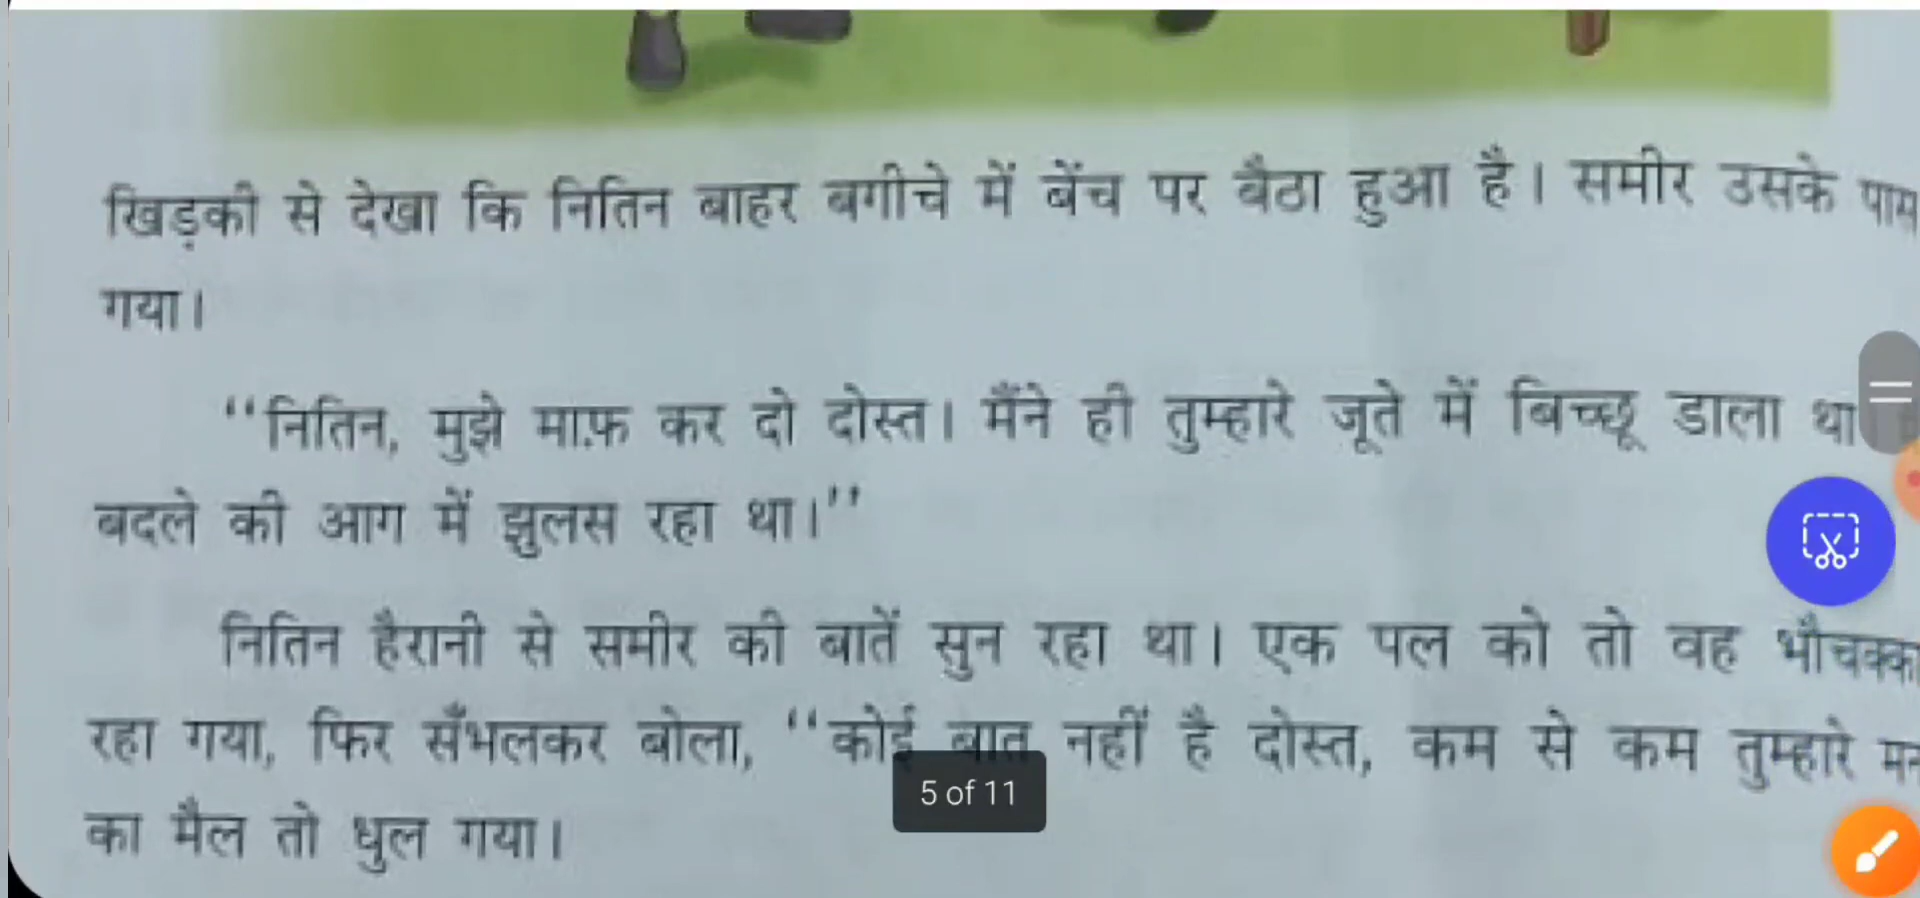 खिड़की से देखा कि नितिन बाहर बगीचे में बेंच पर बैठा हुआ है। समीर उसके पास
गया।
‘‘नितिन, मुझे माफ़ कर दो दोस्त। मैंने ही तुम्हारे जूते में बिच्छू डाला था
बदले की आग में झुलस रहा था।’’
नितिन हैरानी से समीर की बातें सुन रहा था। एक पल को तो वह भौचक्का
रहा गया, फिर सँभलकर बोला, ‘‘कोई बात नहीं है दोस्त, कम से कम तुम्हारे मन
5 of 11
का मैल तो धुल गया।